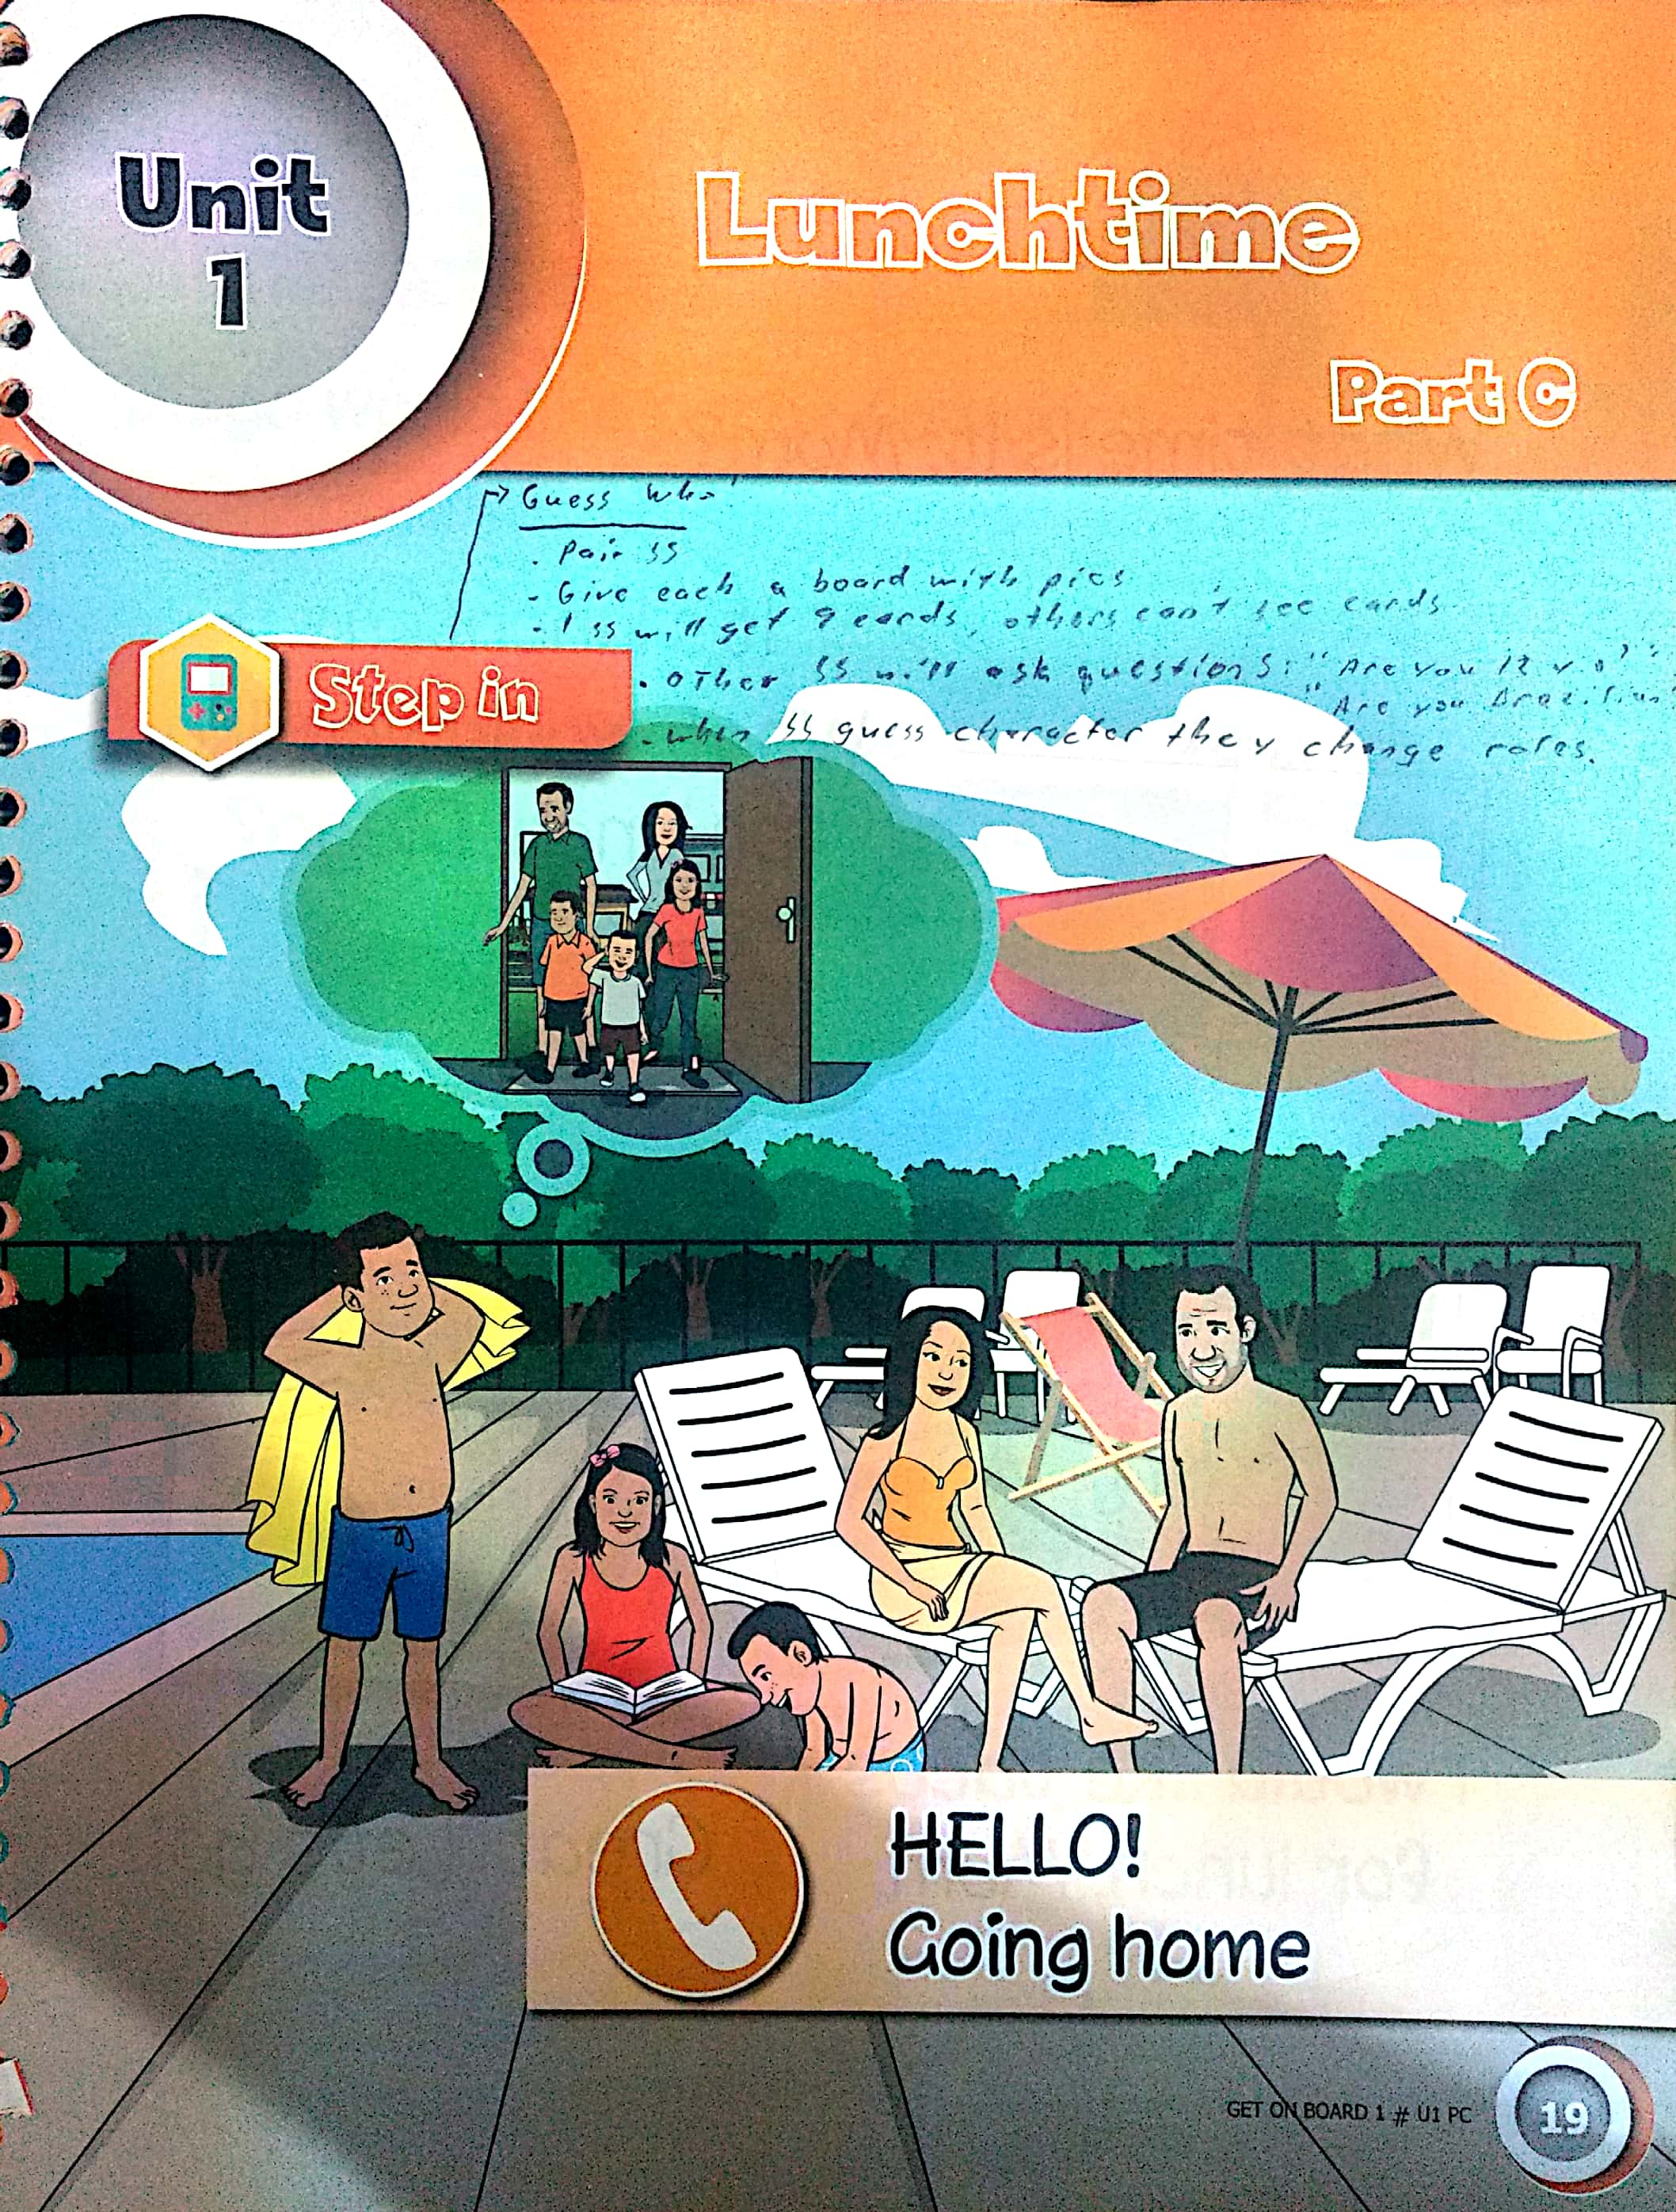 Unit
1
Lunchtime
Part C
→ Guess who
. Pair ss
- Give each a board with pics
- 1 ss will get 9 cards, others can't see cards
Step in
. other ss will ask questions: "Are you 12 y.o?"
"Are you Brazilian
. when ss guess character they change roles.
HELLO!
Going home
GET ON BOARD 1 # U1 PC
19